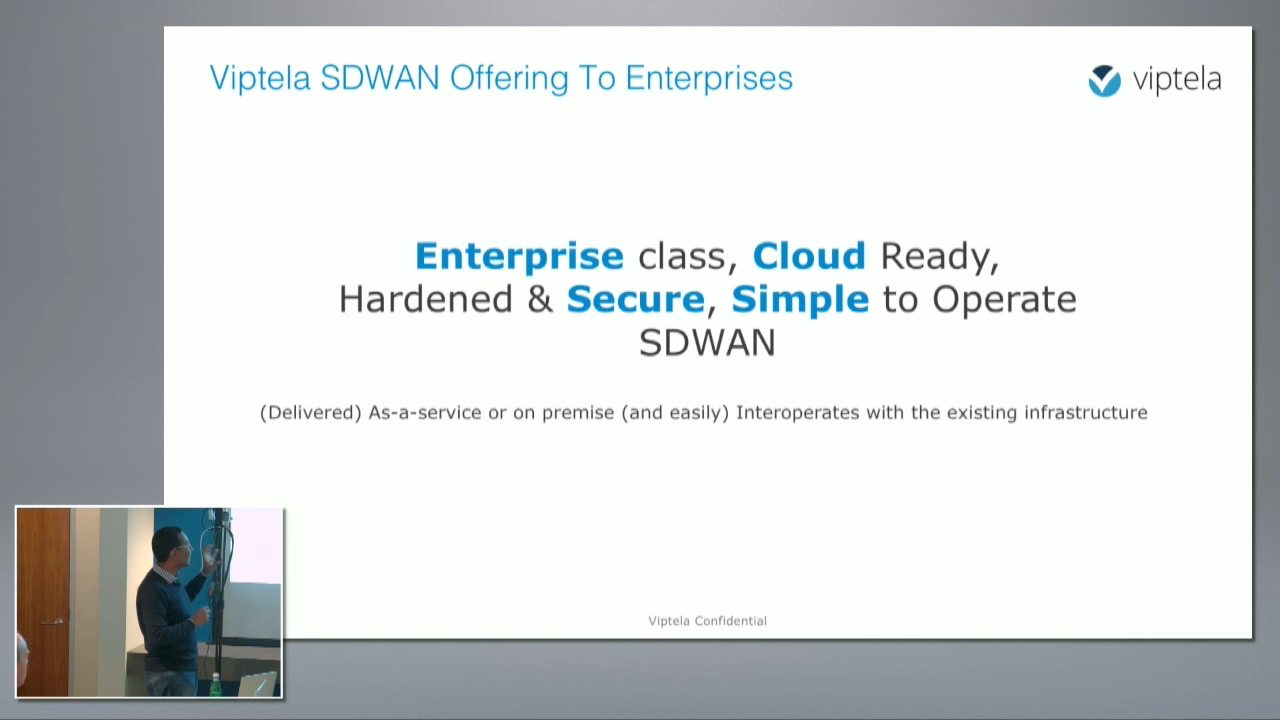 Viptela SDWAN Offering To Enterprises
viptela
Enterprise class, Cloud Ready,
Hardened & Secure, Simple to Operate
SDWAN
(Delivered) As-a-service or on premise (and easily) Interoperates with the existing infrastructure
Viptela Confidential